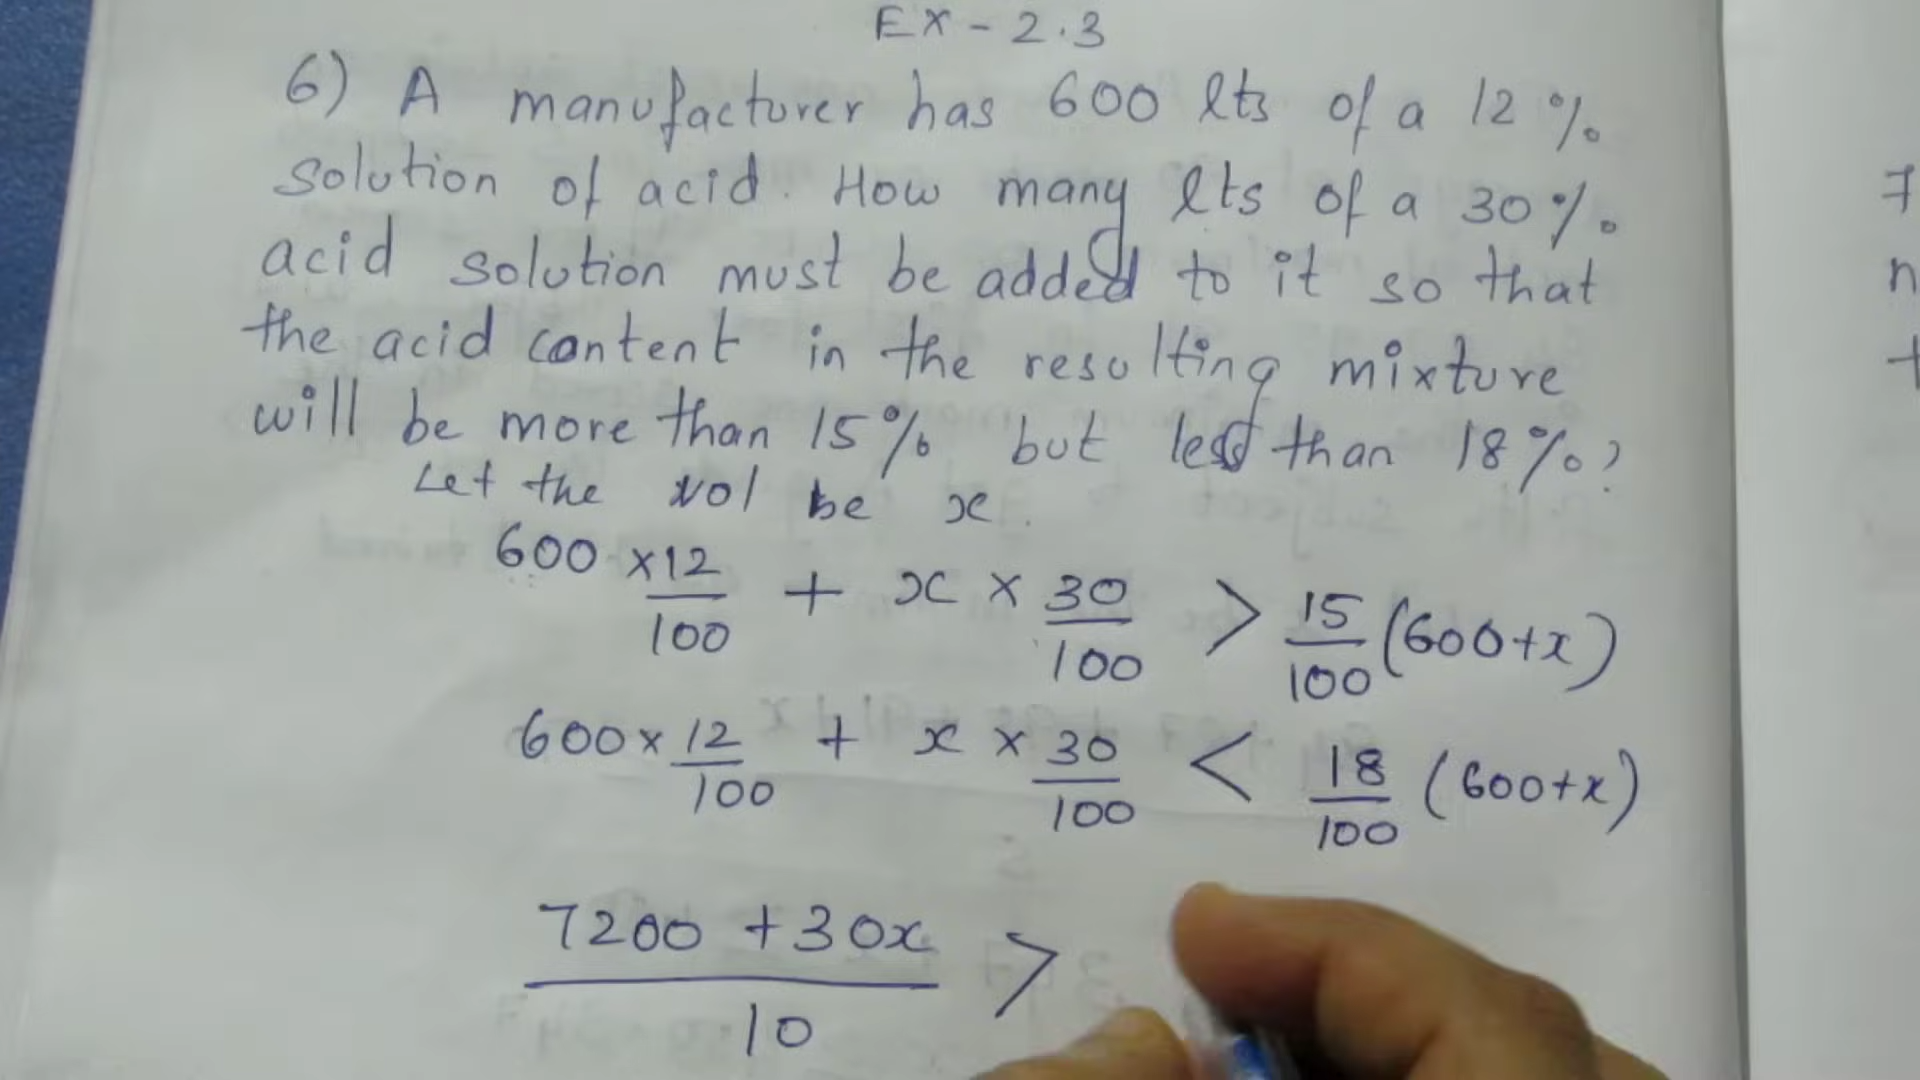 EX - 2.3
6) A manufacturer has 600 lts of a 12%
solution of acid. How many lts of a 30%
acid solution must be added to it so that
the acid content in the resulting mixture
will be more than 15% but less than 18%?
Let the vol be x.
600 × 12/100 + x × 30/100 > 15/100 (600+x)
600 × 12/100 + x × 30/100 < 18/100 (600+x)
7200 + 30x / 10 >